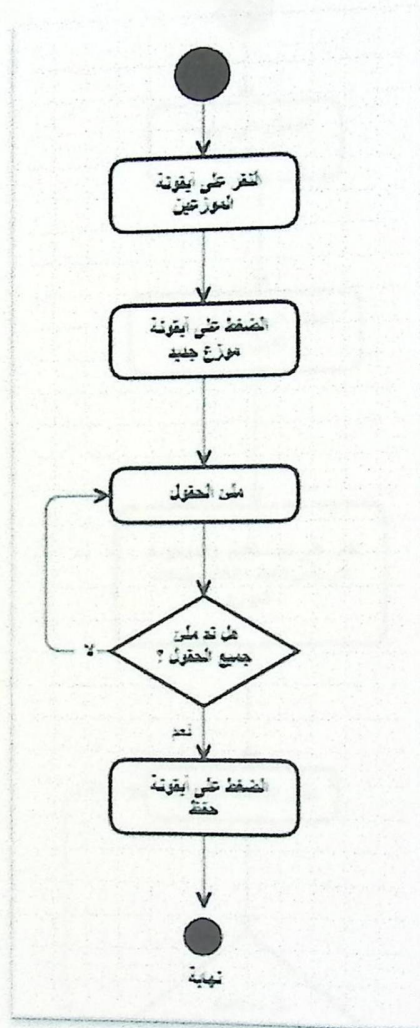 النقر على أيقونة
الموزعين
الضغط على أيقونة
موزع جديد
ملئ الحقول
هل تم ملئ
جميع الحقول ؟
لا
نعم
الضغط على أيقونة
حفظ
نهاية